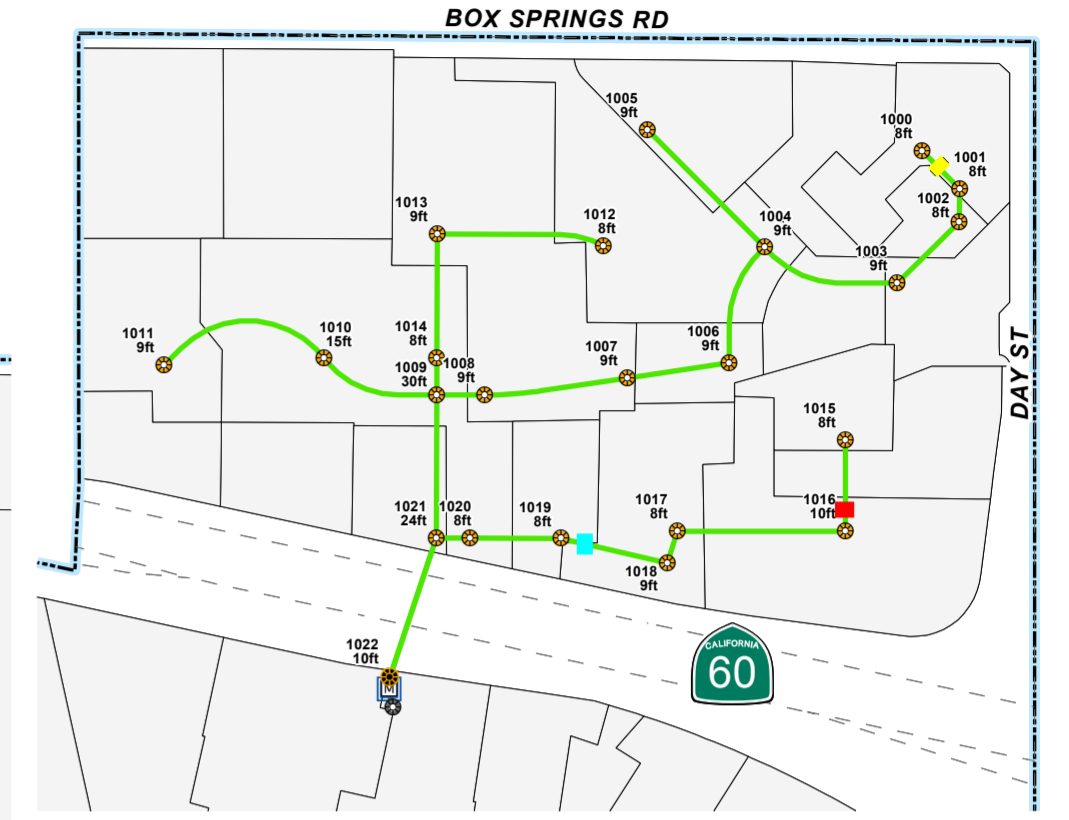 BOX SPRINGS RD
1005
9ft
1000
8ft
1001
8ft
1002
8ft
1013
9ft
1012
8ft
1004
9ft
1003
9ft
1011
9ft
1010
15ft
1014
8ft
1009
30ft
1008
9ft
1007
9ft
1006
9ft
DAY ST
1015
8ft
1016
10ft
1021
24ft
1020
8ft
1019
8ft
1017
8ft
1018
9ft
1022
10ft
M
CALIFORNIA
60